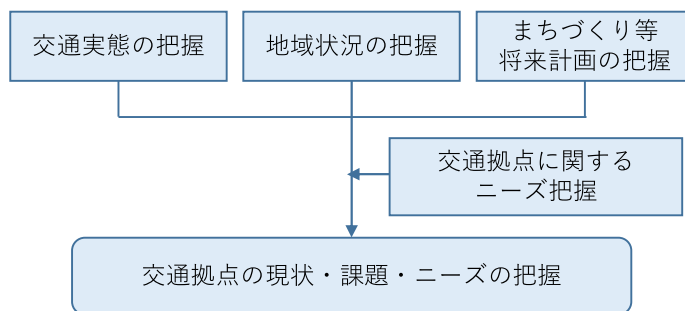 交通実態の把握
地域状況の把握
まちづくり等
将来計画の把握
交通拠点に関する
ニーズ把握
交通拠点の現状・課題・ニーズの把握